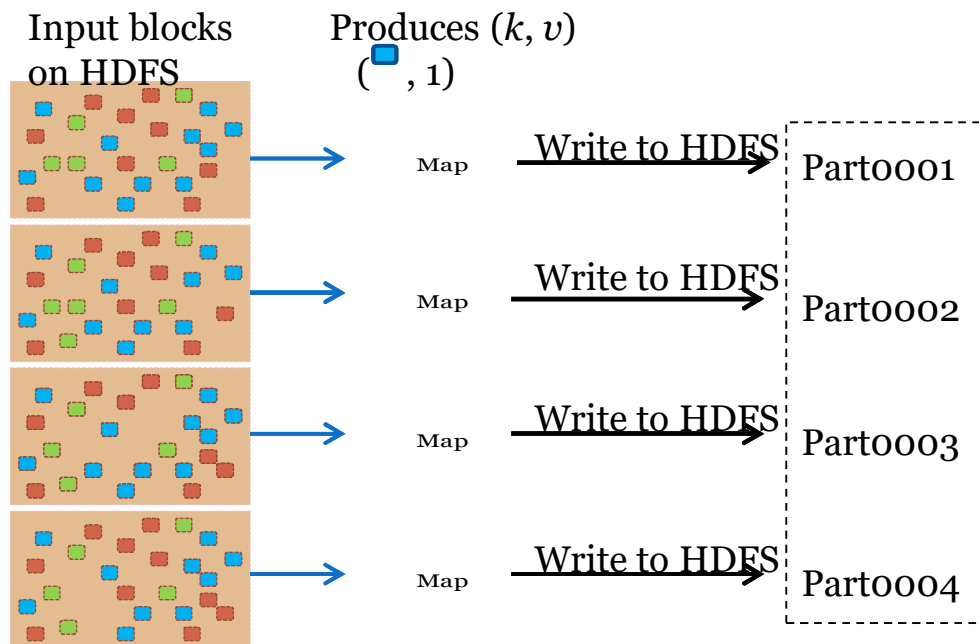 Input blocks
on HDFS
Produces (k, v)
( , 1)
Map
Write to HDFS
Part0001
Map
Write to HDFS
Part0002
Map
Write to HDFS
Part0003
Map
Write to HDFS
Part0004